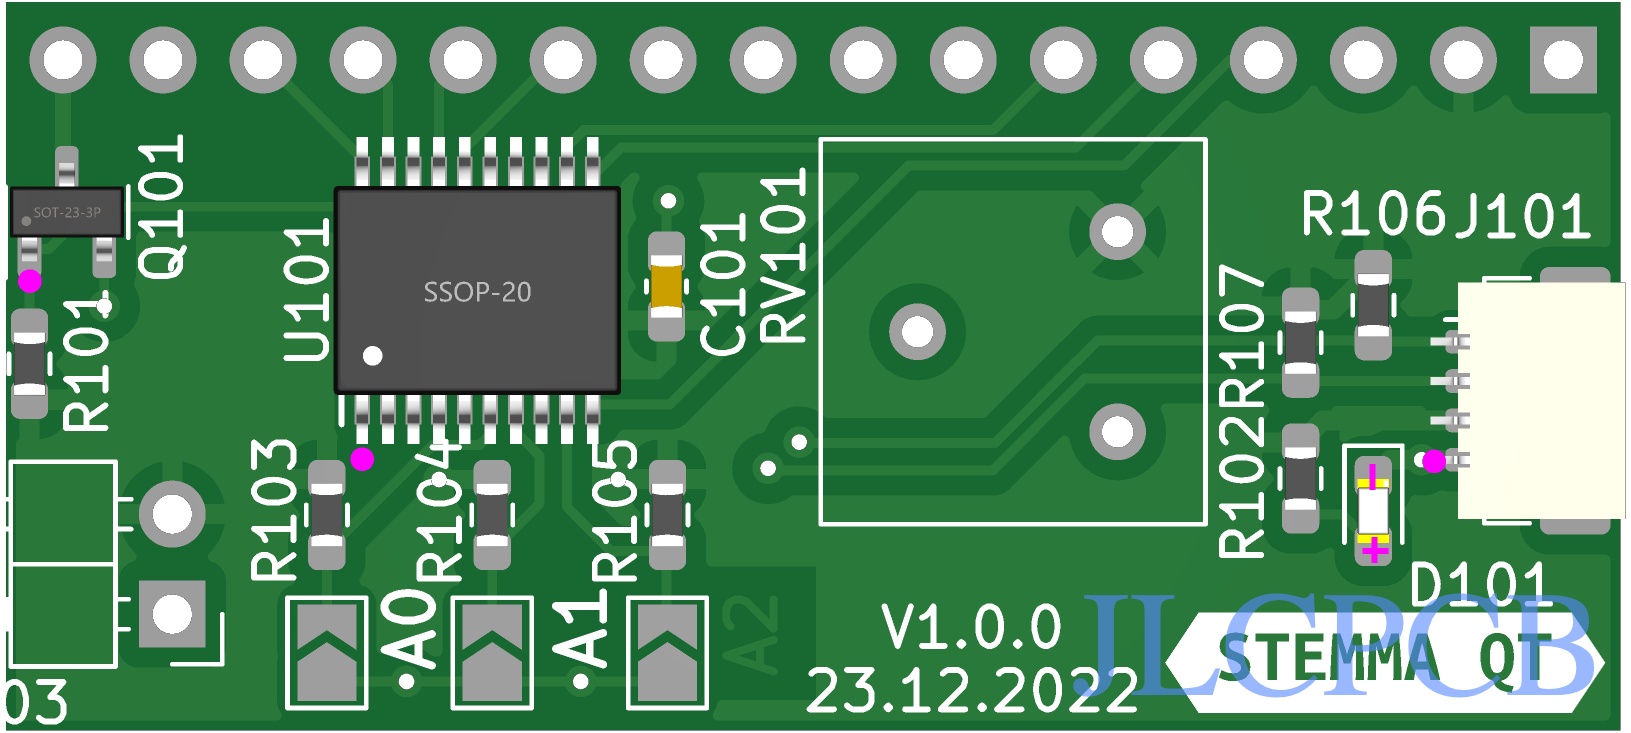 Q101
SOT-23-3P
R101
U101
SSOP-20
C101
RV101
R106
J101
R107
R102
R103
R104
R105
D101
A0
A1
A2
V1.0.0
23.12.2022
STEMMA QT
JLCPCB
03